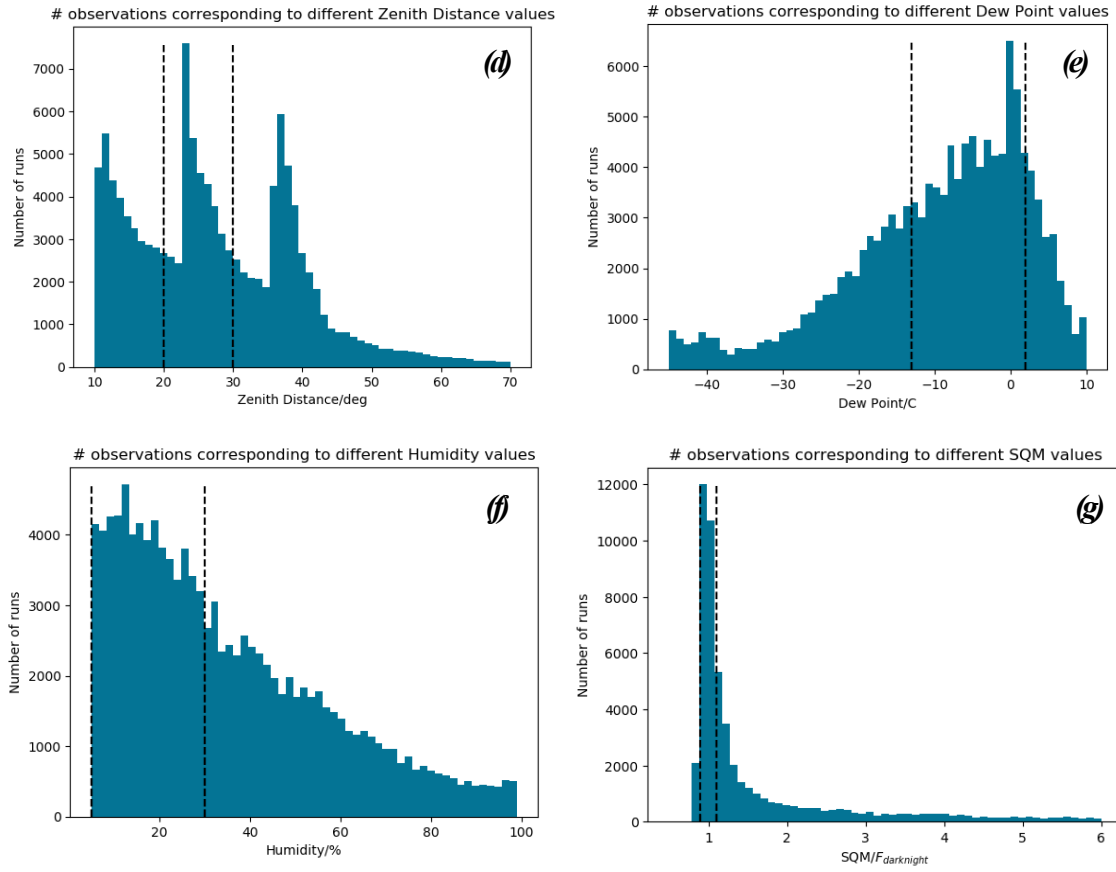 # observations corresponding to different Zenith Distance values
(d)
7000
6000
5000
4000
3000
2000
1000
0
Number of runs
10 20 30 40 50 60 70
Zenith Distance/deg
# observations corresponding to different Dew Point values
(e)
6000
5000
4000
3000
2000
1000
0
Number of runs
−40 −30 −20 −10 0 10
Dew Point/C
# observations corresponding to different Humidity values
(f)
4000
3000
2000
1000
0
Number of runs
20 40 60 80 100
Humidity/%
# observations corresponding to different SQM values
(g)
12000
10000
8000
6000
4000
2000
0
Number of runs
1 2 3 4 5 6
SQM/F_darknight